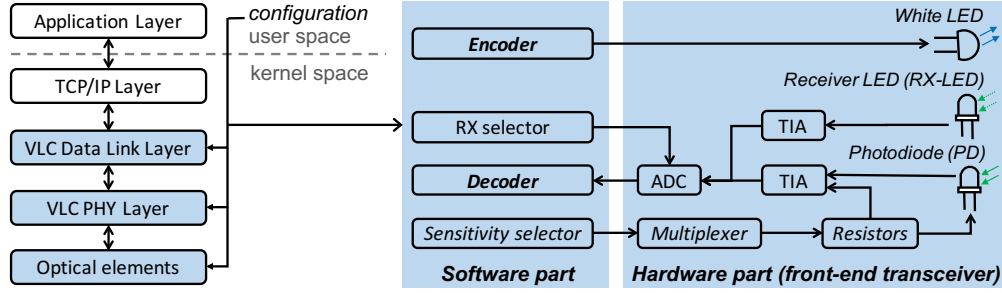 Application Layer
TCP/IP Layer
VLC Data Link Layer
VLC PHY Layer
Optical elements
configuration
user space
kernel space
Encoder
RX selector
Decoder
Sensitivity selector
Software part
White LED
Receiver LED (RX-LED)
TIA
Photodiode (PD)
ADC
TIA
Multiplexer
Resistors
Hardware part (front-end transceiver)